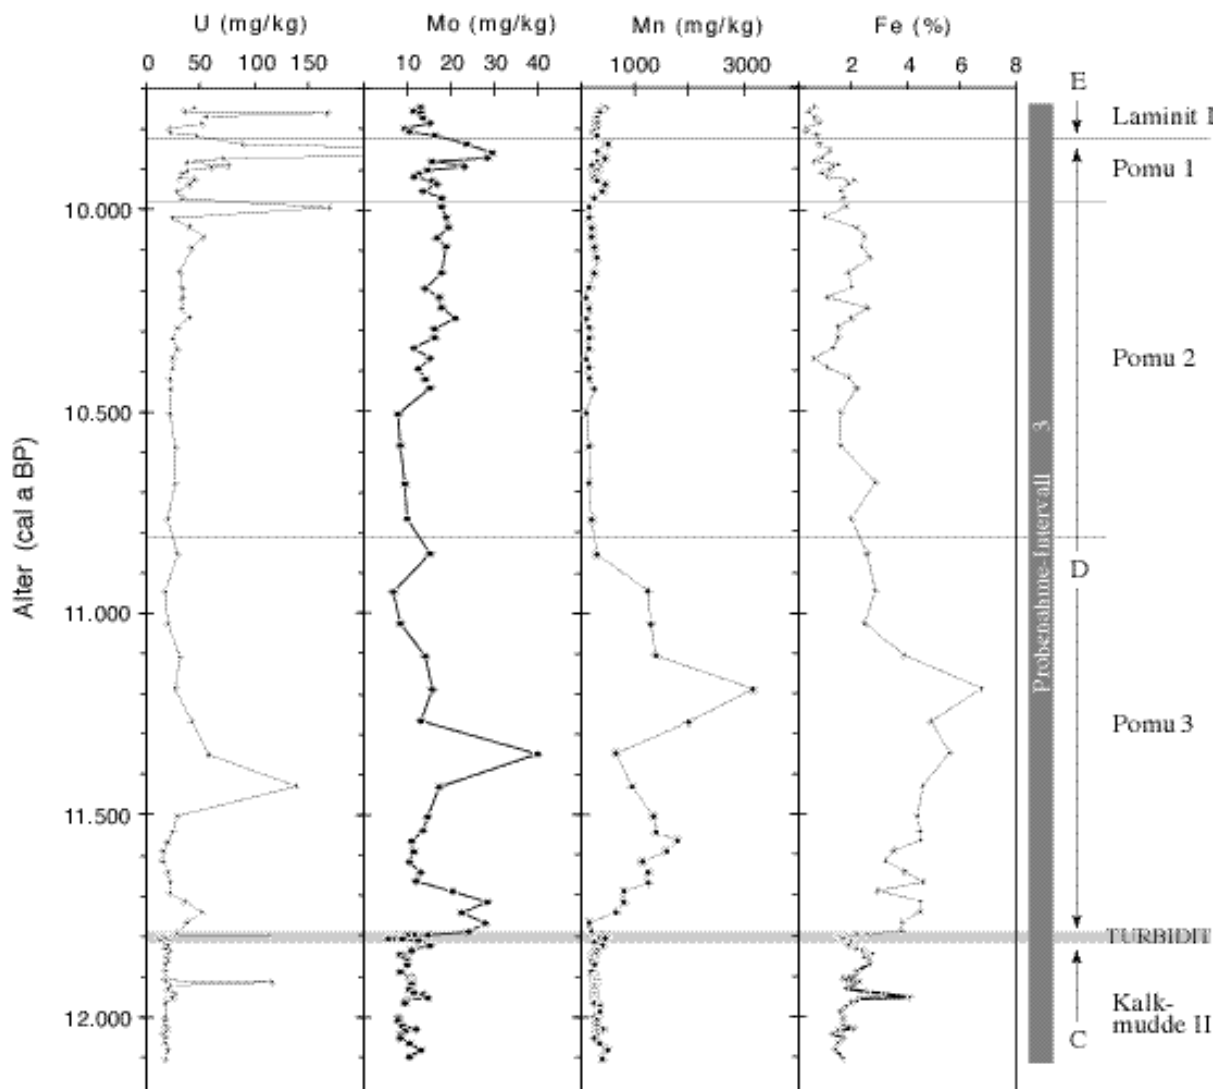 U (mg/kg) Mo (mg/kg) Mn (mg/kg) Fe (%)
0 50 100 150 10 20 30 40 1000 3000 2 4 6 8
E
Laminit I
Pomu 1
10.000
Pomu 2
10.500
Alter (cal a BP)
Probenahme-Intervall 3
D
11.000
Pomu 3
11.500
TURBIDIT
12.000
Kalk-
mudde II
C